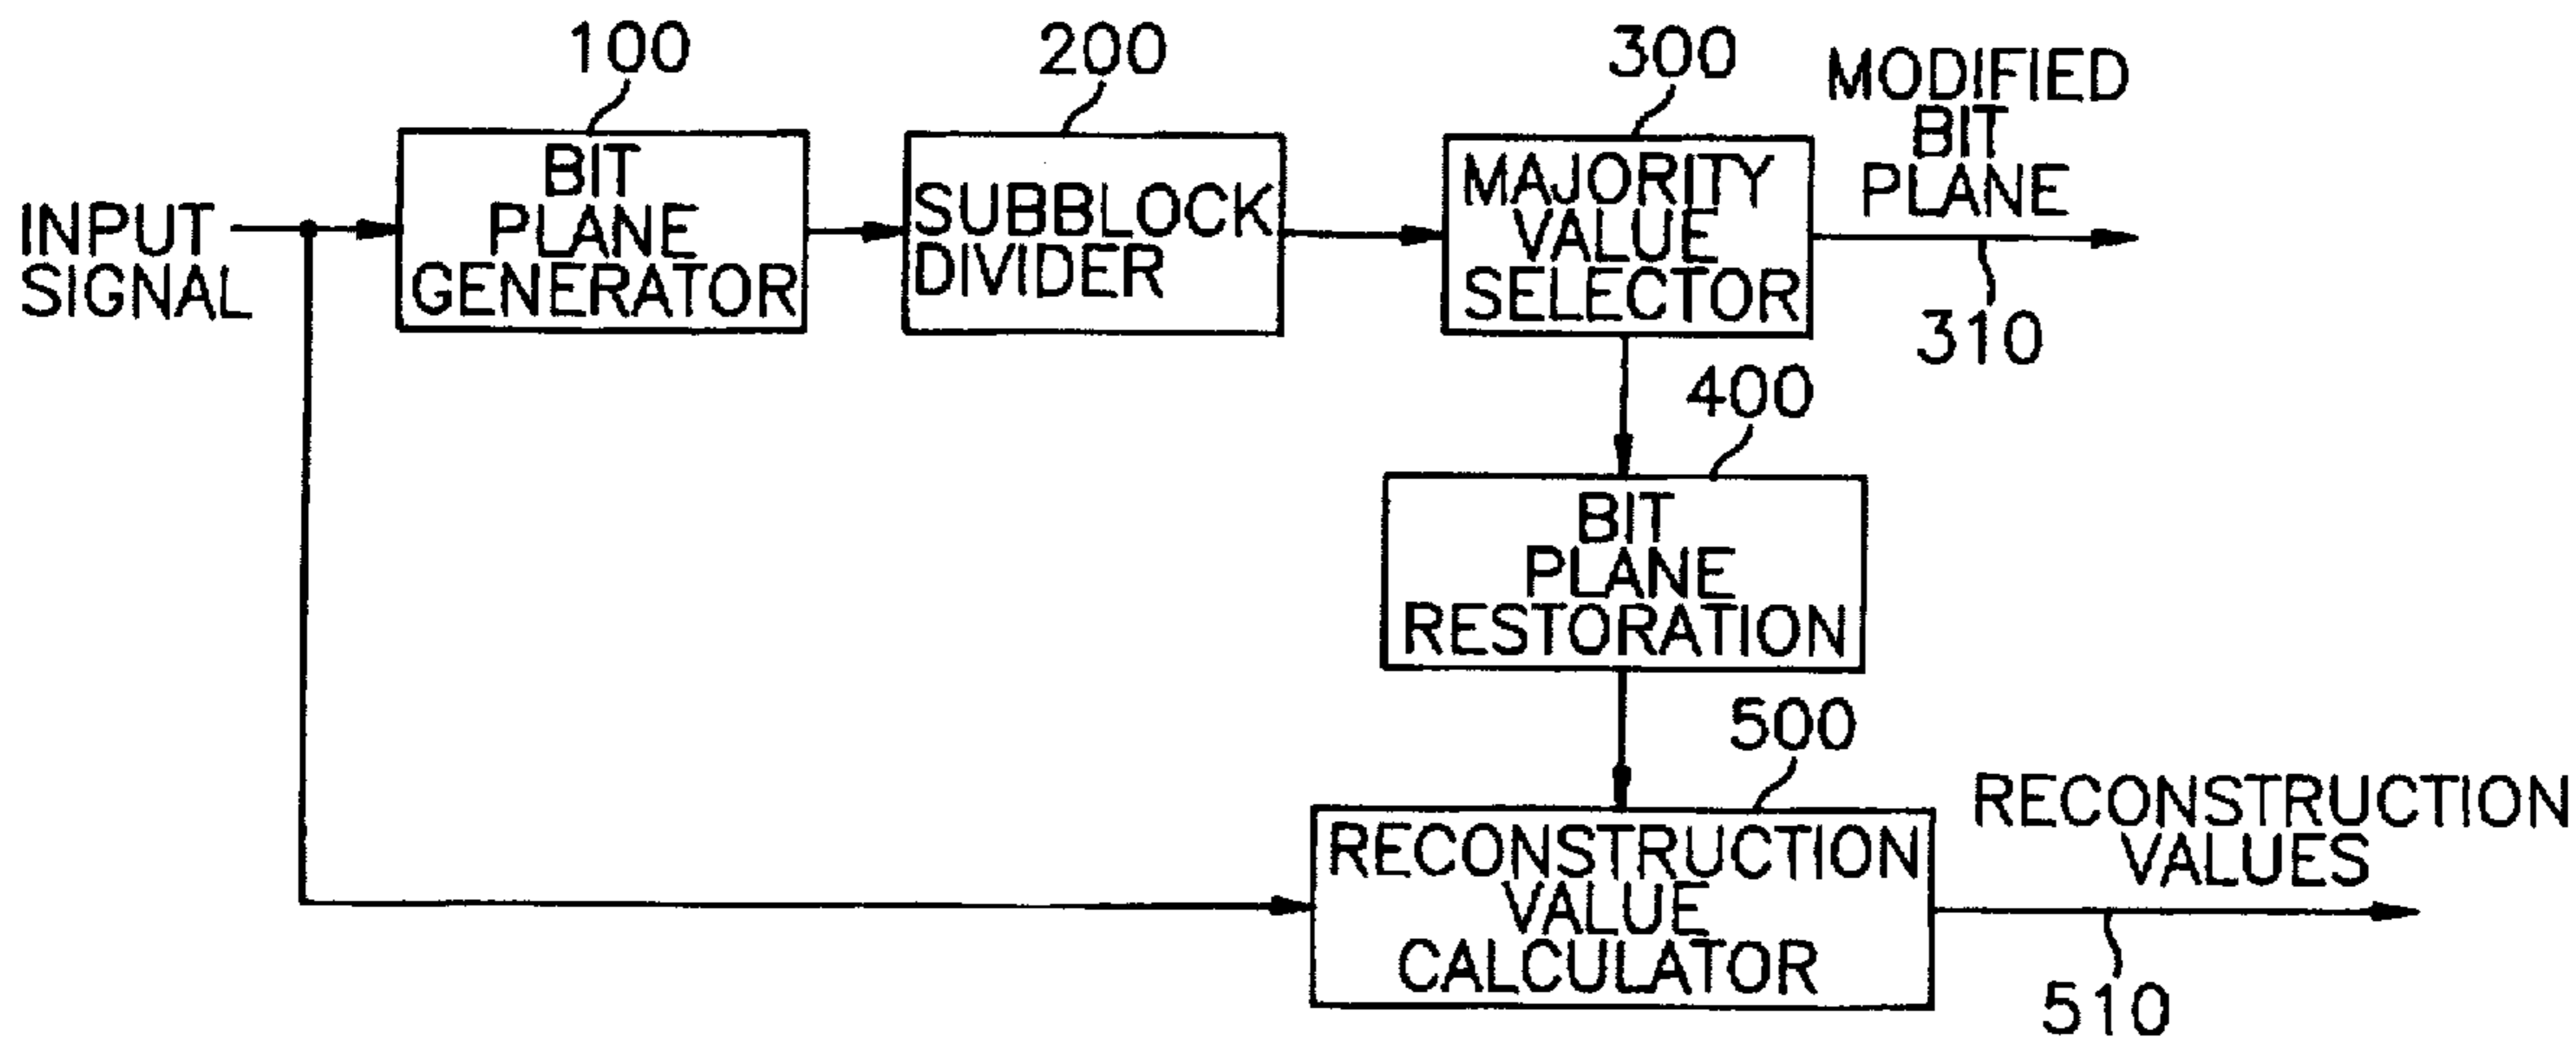 100
200
300
MODIFIED
BIT
PLANE
INPUT
SIGNAL
BIT
PLANE
GENERATOR
SUBBLOCK
DIVIDER
MAJORITY
VALUE
SELECTOR
310
400
BIT
PLANE
RESTORATION
500
RECONSTRUCTION
VALUE
CALCULATOR
RECONSTRUCTION
VALUES
510